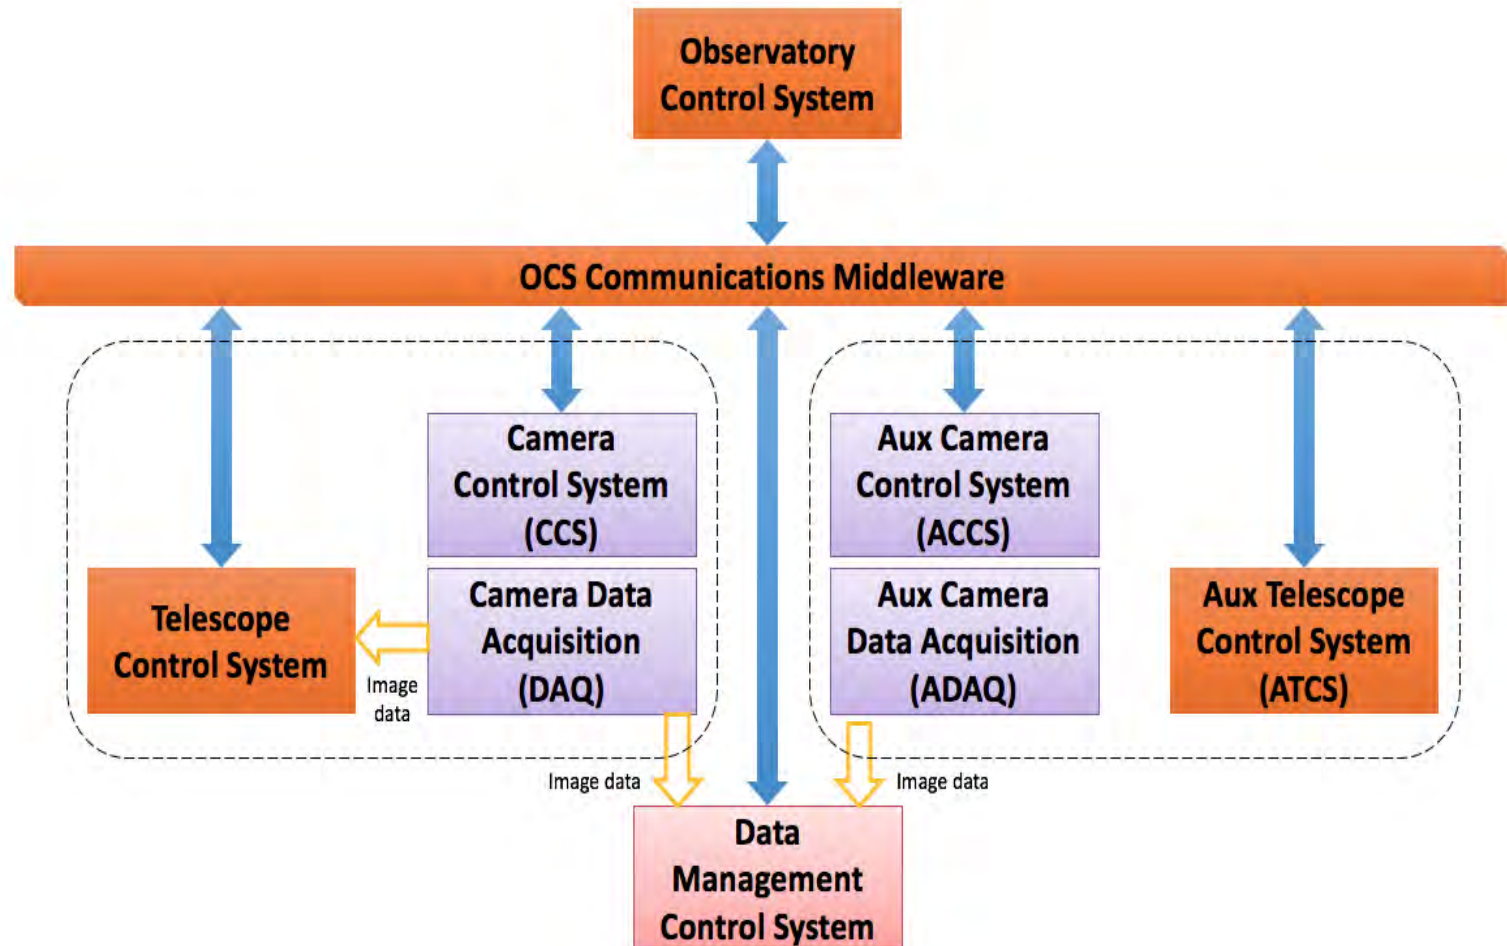 Observatory
Control System
OCS Communications Middleware
Camera
Control System
(CCS)
Aux Camera
Control System
(ACCS)
Telescope
Control System
Image
data
Camera Data
Acquisition
(DAQ)
Aux Camera
Data Acquisition
(ADAQ)
Aux Telescope
Control System
(ATCS)
Image data
Image data
Data
Management
Control System